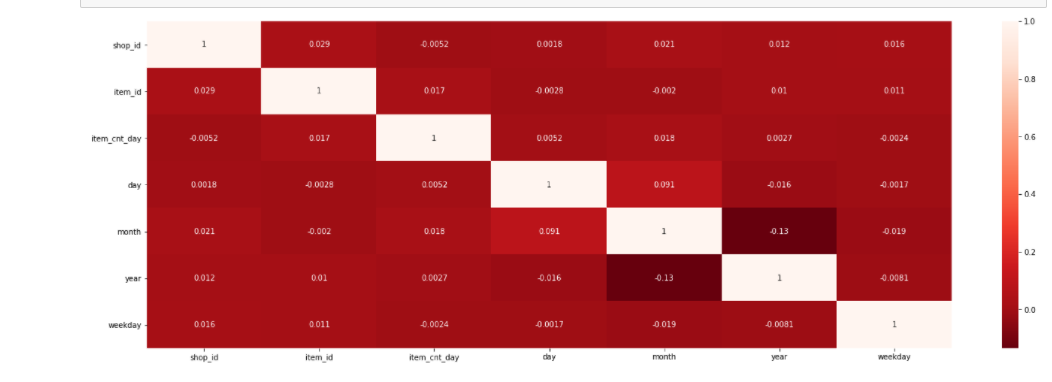 1.0
shop_id 1 0.029 -0.0052 0.0018 0.021 0.012 0.016
0.8
item_id 0.029 1 0.017 -0.0028 -0.002 0.01 0.011
0.6
item_cnt_day -0.0052 0.017 1 0.0052 0.018 0.0027 -0.0024
day 0.0018 -0.0028 0.0052 1 0.091 -0.016 -0.0017
0.4
month 0.021 -0.002 0.018 0.091 1 -0.13 -0.019
0.2
year 0.012 0.01 0.0027 -0.016 -0.13 1 -0.0081
0.0
weekday 0.016 0.011 -0.0024 -0.0017 -0.019 -0.0081 1
shop_id item_id item_cnt_day day month year weekday